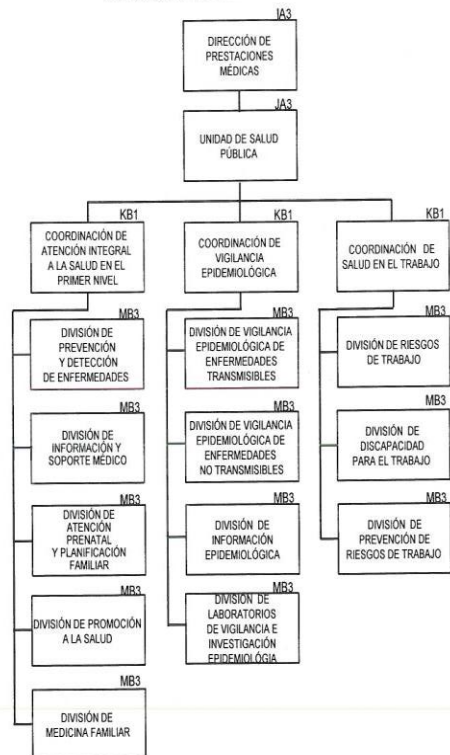 IA3
DIRECCIÓN DE
PRESTACIONES
MÉDICAS
JA3
UNIDAD DE SALUD
PÚBLICA
KB1
COORDINACIÓN DE
ATENCIÓN INTEGRAL
A LA SALUD EN EL
PRIMER NIVEL
MB3
DIVISIÓN DE
PREVENCIÓN
Y DETECCIÓN
DE ENFERMEDADES
MB3
DIVISIÓN DE
INFORMACIÓN Y
SOPORTE MÉDICO
MB3
DIVISIÓN DE
ATENCIÓN
PRENATAL
Y PLANIFICACIÓN
FAMILIAR
MB3
DIVISIÓN DE PROMOCIÓN
A LA SALUD
MB3
DIVISIÓN DE
MEDICINA FAMILIAR
KB1
COORDINACIÓN DE
VIGILANCIA
EPIDEMIOLÓGICA
MB3
DIVISIÓN DE VIGILANCIA
EPIDEMIOLÓGICA DE
ENFERMEDADES
TRANSMISIBLES
MB3
DIVISIÓN DE VIGILANCIA
EPIDEMIOLÓGICA DE
ENFERMEDADES
NO TRANSMISIBLES
MB3
DIVISIÓN DE
INFORMACIÓN
EPIDEMIOLÓGICA
MB3
DIVISIÓN DE
LABORATORIOS
DE VIGILANCIA E
INVESTIGACIÓN
EPIDEMIOLÓGIA
KB1
COORDINACIÓN DE
SALUD EN EL TRABAJO
MB3
DIVISIÓN DE RIESGOS
DE TRABAJO
MB3
DIVISIÓN DE
DISCAPACIDAD
PARA EL TRABAJO
MB3
DIVISIÓN DE
PREVENCIÓN DE
RIESGOS DE TRABAJO